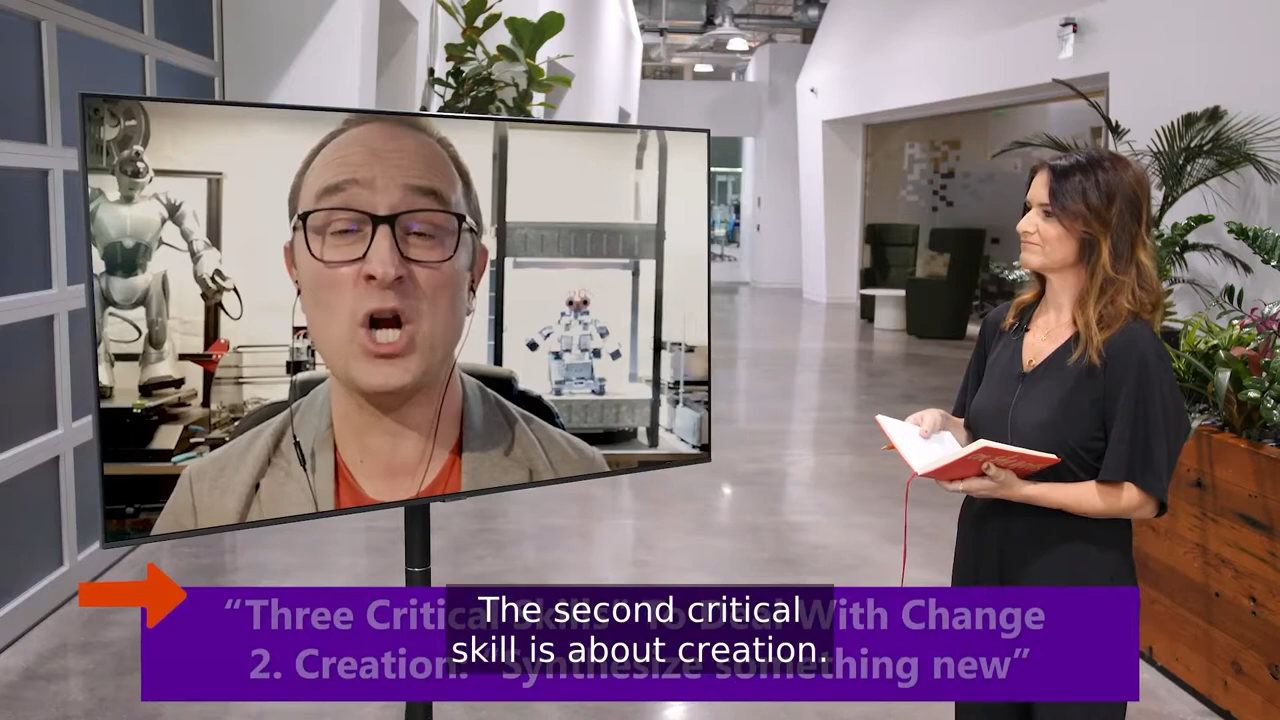 “Three Critical Skills” To Deal With Change
2. Creation: “Synthesize something new”
The second critical
skill is about creation.